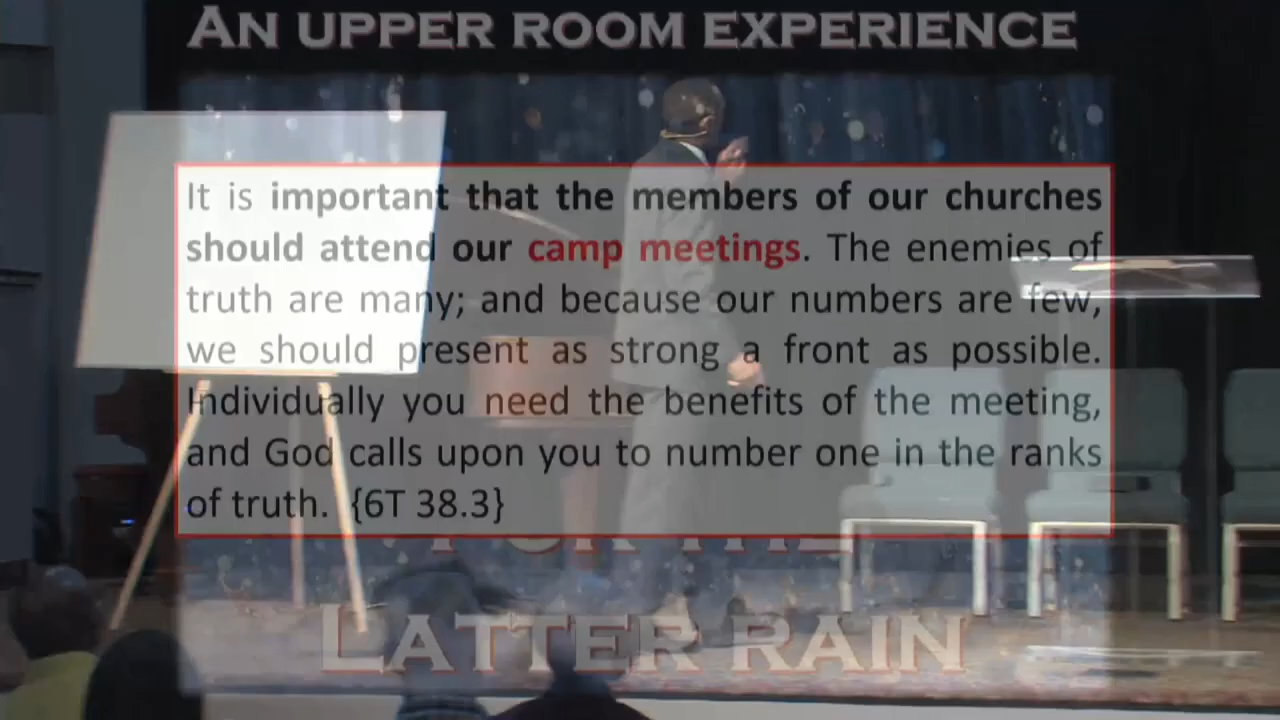 AN UPPER ROOM EXPERIENCE
It is important that the members of our churches
should attend our camp meetings. The enemies of
truth are many; and because our numbers are few,
we should present as strong a front as possible.
Individually you need the benefits of the meeting,
and God calls upon you to number one in the ranks
of truth. {6T 38.3}
FOR THE
LATTER RAIN